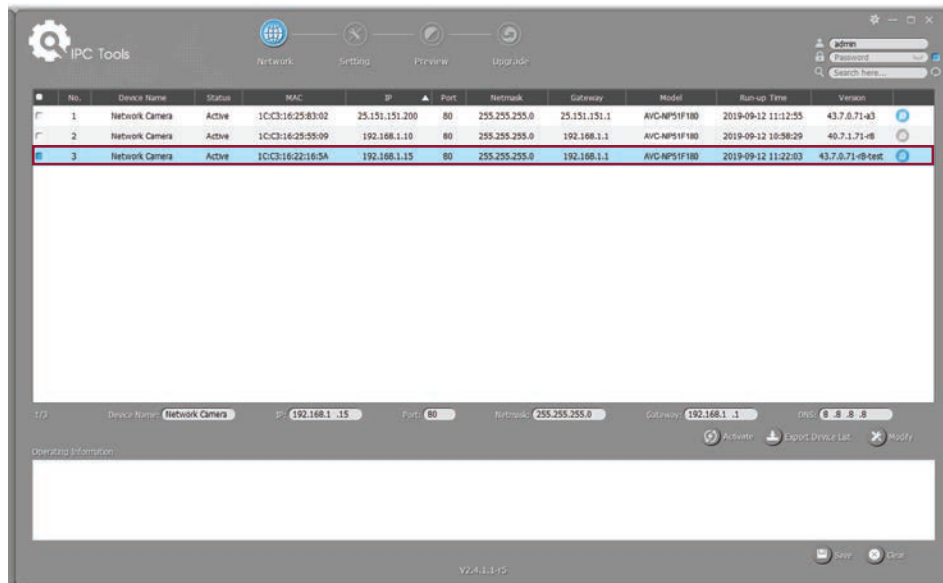 IPC Tools
Network Setting Preview Upgrade
admin
Password
Search here...
No. Device Name Status MAC IP Port Netmask Gateway Model Run-up Time Version
1 Network Camera Active 1C:C3:16:25:B3:02 25.151.151.200 80 255.255.255.0 25.151.151.1 AVC-NP51F180 2019-09-12 11:12:55 43.7.0.71-a3
2 Network Camera Active 1C:C3:16:25:55:09 192.168.1.10 80 255.255.255.0 192.168.1.1 AVC-NP51F180 2019-09-12 10:58:29 40.7.1.71-r8
3 Network Camera Active 1C:C3:16:22:16:5A 192.168.1.15 80 255.255.255.0 192.168.1.1 AVC-NP51F180 2019-09-12 11:22:03 43.7.0.71-r8-test
1/3 Device Name: Network Camera IP: 192.168.1 .15 Port: 80 Netmask: 255.255.255.0 Gateway: 192.168.1 .1 DNS: 8 .8 .8 .8
Activate Export Device List Modify
Operating Information
Save Clear
V2.4.1.1-r5